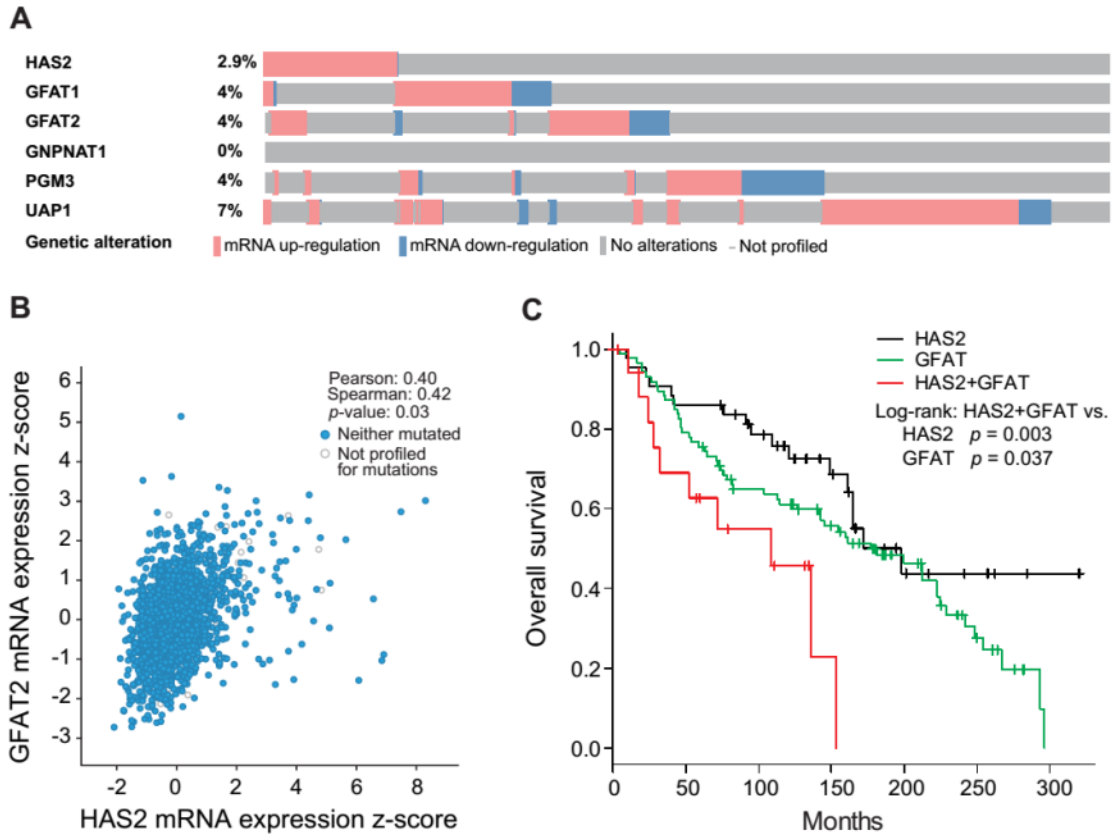 A
HAS2 2.9%
GFAT1 4%
GFAT2 4%
GNPNAT1 0%
PGM3 4%
UAP1 7%
Genetic alteration mRNA up-regulation mRNA down-regulation No alterations Not profiled
B
GFAT2 mRNA expression z-score
6
5
4
3
2
1
0
-1
-2
-3
Pearson: 0.40
Spearman: 0.42
p-value: 0.03
Neither mutated
Not profiled
for mutations
-2 0 2 4 6 8
HAS2 mRNA expression z-score
C
Overall survival
1.0
0.8
0.6
0.4
0.2
0.0
HAS2
GFAT
HAS2+GFAT
Log-rank: HAS2+GFAT vs.
HAS2 p = 0.003
GFAT p = 0.037
0 50 100 150 200 250 300
Months